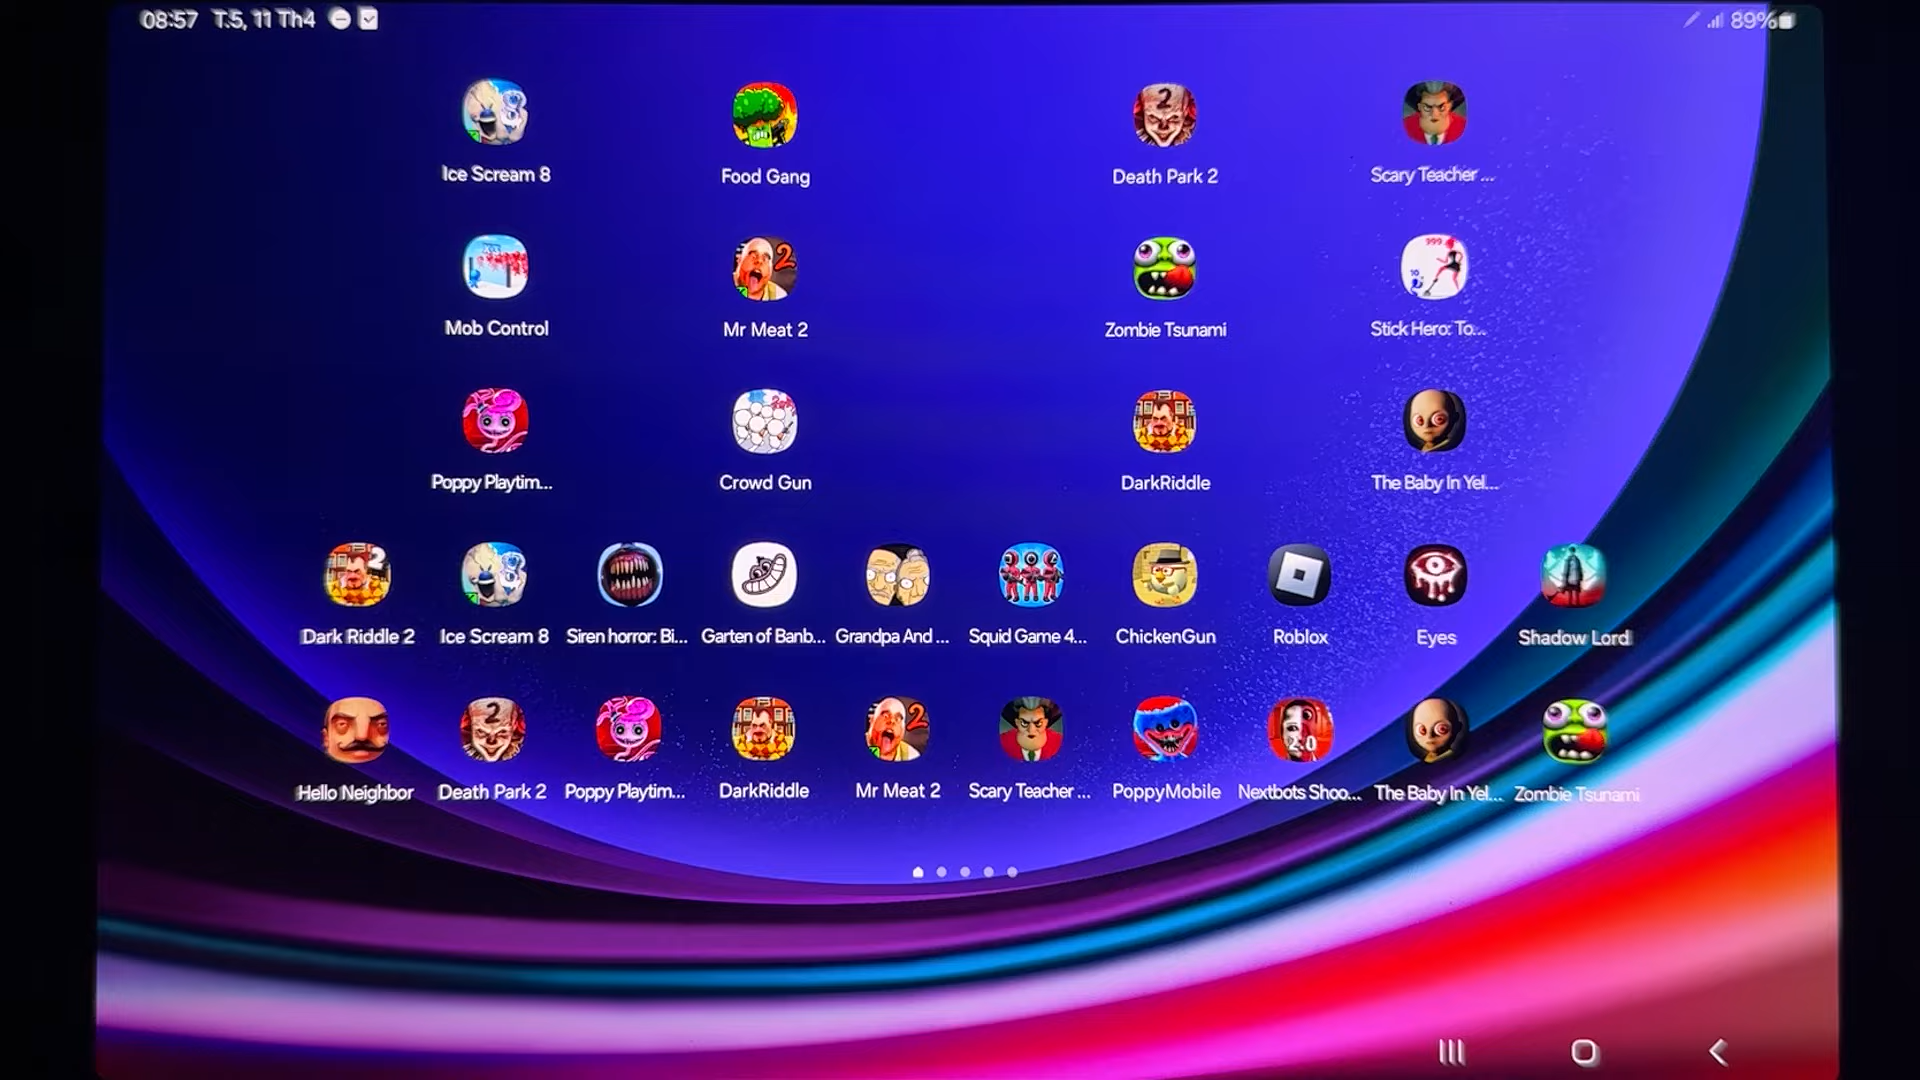 08:57 T.5, 11 Th4 89%
Ice Scream 8 Food Gang Death Park 2 Scary Teacher ...
Mob Control Mr Meat 2 Zombie Tsunami Stick Hero: To...
Poppy Playtim... Crowd Gun DarkRiddle The Baby In Yel...
Dark Riddle 2 Ice Scream 8 Siren horror: Bi... Garten of Banb... Grandpa And ... Squid Game 4... ChickenGun Roblox Eyes Shadow Lord
Hello Neighbor Death Park 2 Poppy Playtim... DarkRiddle Mr Meat 2 Scary Teacher ... PoppyMobile Nextbots Shoo... The Baby In Yel... Zombie Tsunami